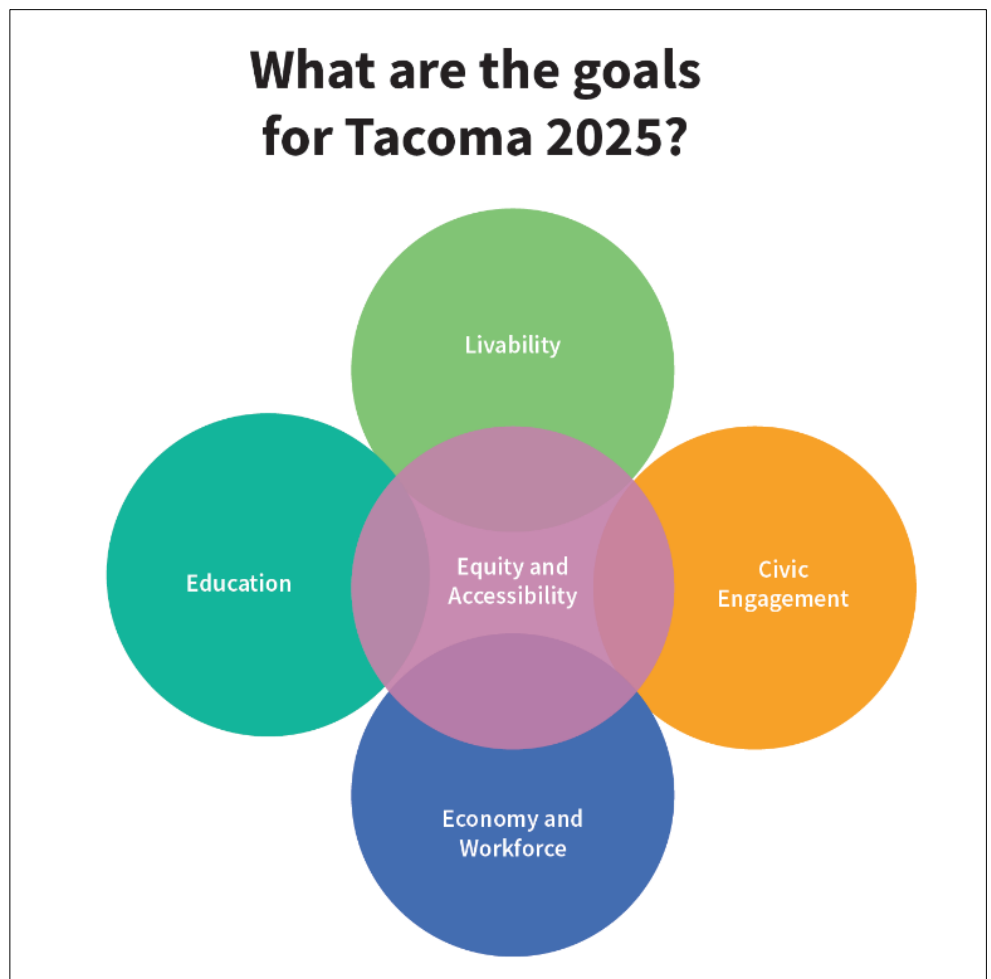 What are the goals
for Tacoma 2025?
Livability
Education
Equity and
Accessibility
Civic
Engagement
Economy and
Workforce